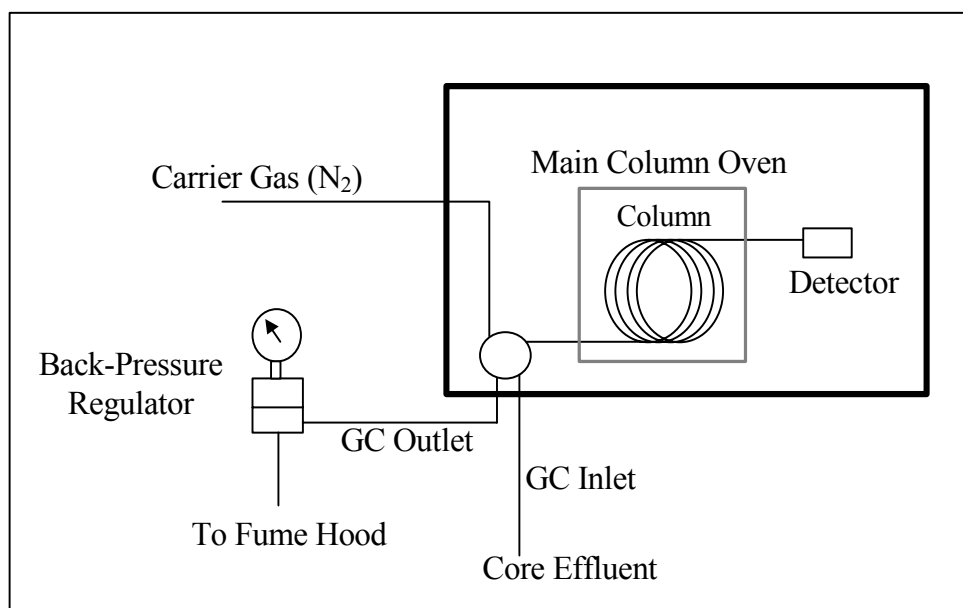 Main Column Oven
Carrier Gas (N₂)
Column
Detector
Back-Pressure
Regulator
GC Outlet
GC Inlet
To Fume Hood
Core Effluent